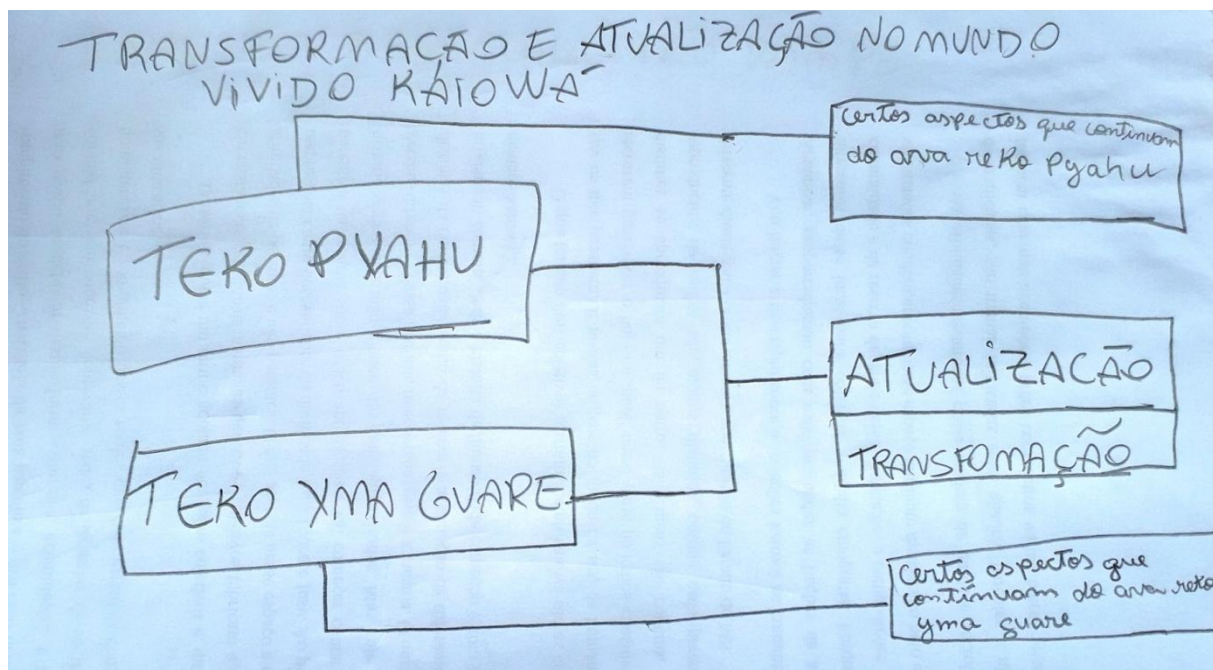 TRANSFORMAÇÃO E ATUALiZAÇÃO NO MUNDO
ViViDO KAIOWÁ
certos aspectos que continuam
do ava reko Pyahu
TEKO PYAHU
ATUALiZACÃO
TRANSFOMAÇÃO
TEKO YMA GUARE
certos aspectos que
continuam do ava reko
yma guare